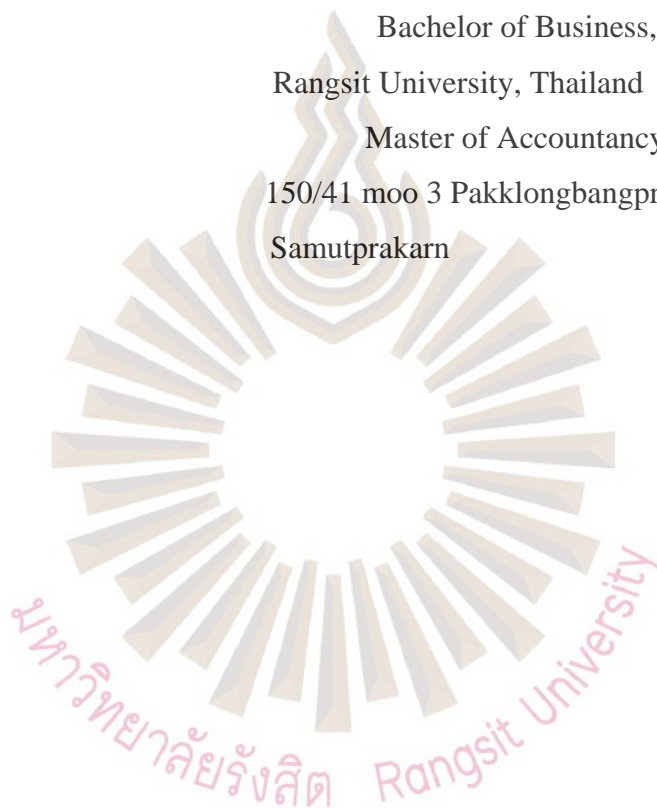 Bachelor of Business,
Rangsit University, Thailand
Master of Accountancy
150/41 moo 3 Pakklongbangpr
Samutprakarn
มหาวิทยาลัยรังสิต Rangsit University